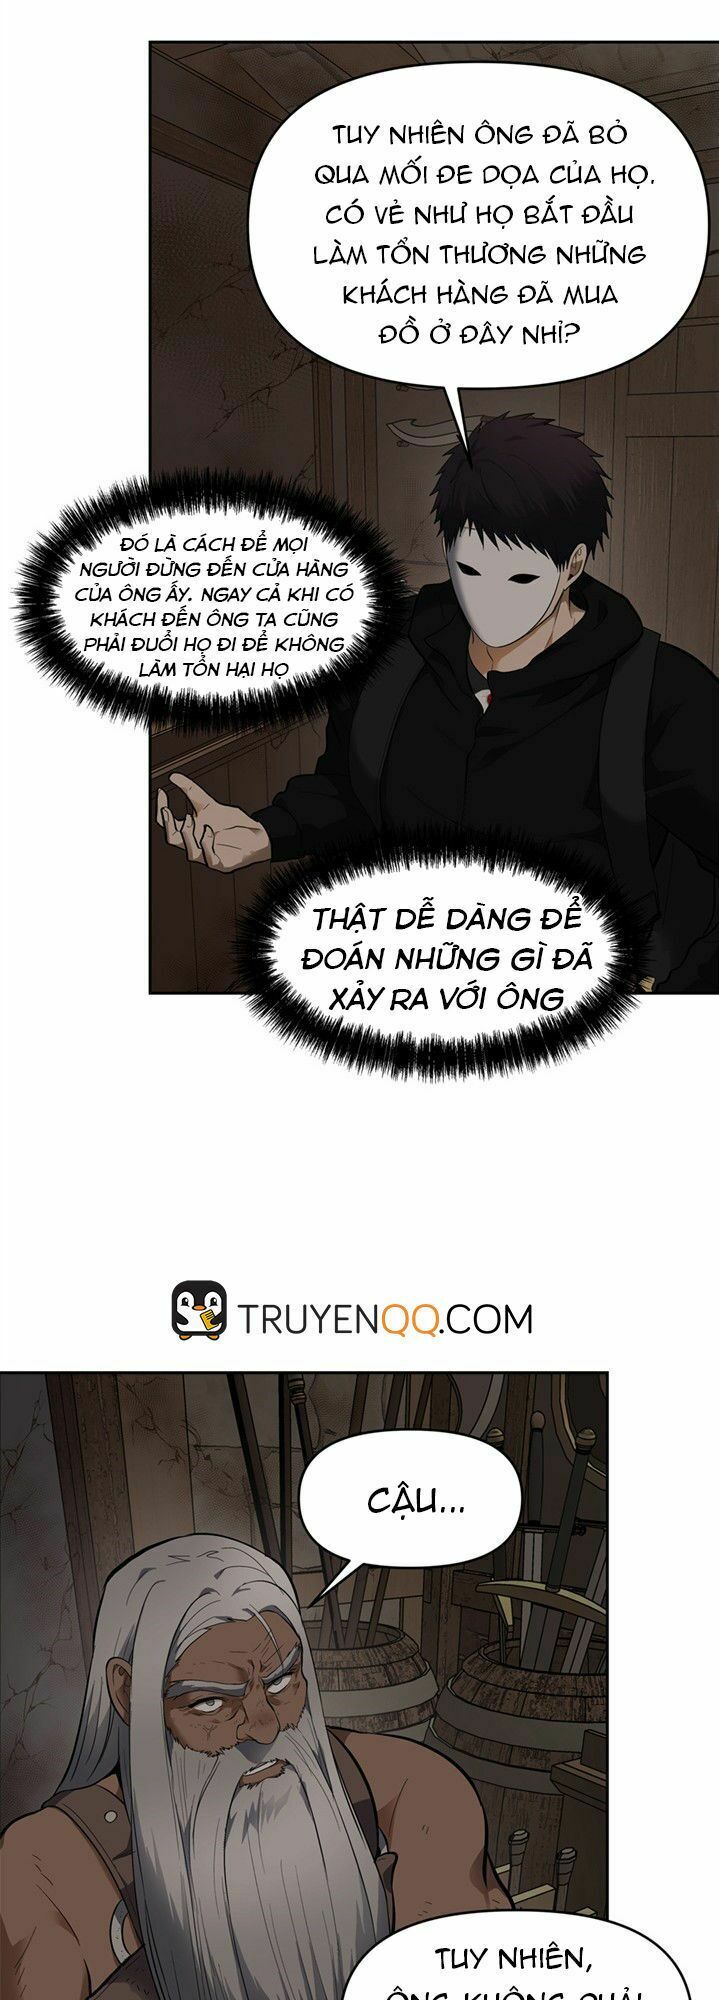 TUY NHIÊN ÔNG ĐÃ BỎ
QUA MỐI ĐE DỌA CỦA HỌ.
CÓ VẺ NHƯ HỌ BẮT ĐẦU
LÀM TỔN THƯƠNG NHỮNG
KHÁCH HÀNG ĐÃ MUA
ĐỒ Ở ĐÂY NHỈ?
ĐÓ LÀ CÁCH ĐỂ MỌI
NGƯỜI ĐỪNG ĐẾN CỬA HÀNG
CỦA ÔNG ẤY. NGAY CẢ KHI CÓ
KHÁCH ĐẾN ÔNG TA CŨNG
PHẢI ĐUỔI HỌ ĐI ĐỂ KHÔNG
LÀM TỔN HẠI HỌ
THẬT DỄ DÀNG ĐỂ
ĐOÁN NHỮNG GÌ ĐÃ
XẢY RA VỚI ÔNG
TRUYENQQ.COM
CẬU...
TUY NHIÊN,
ÔNG KHÔNG PHẢI